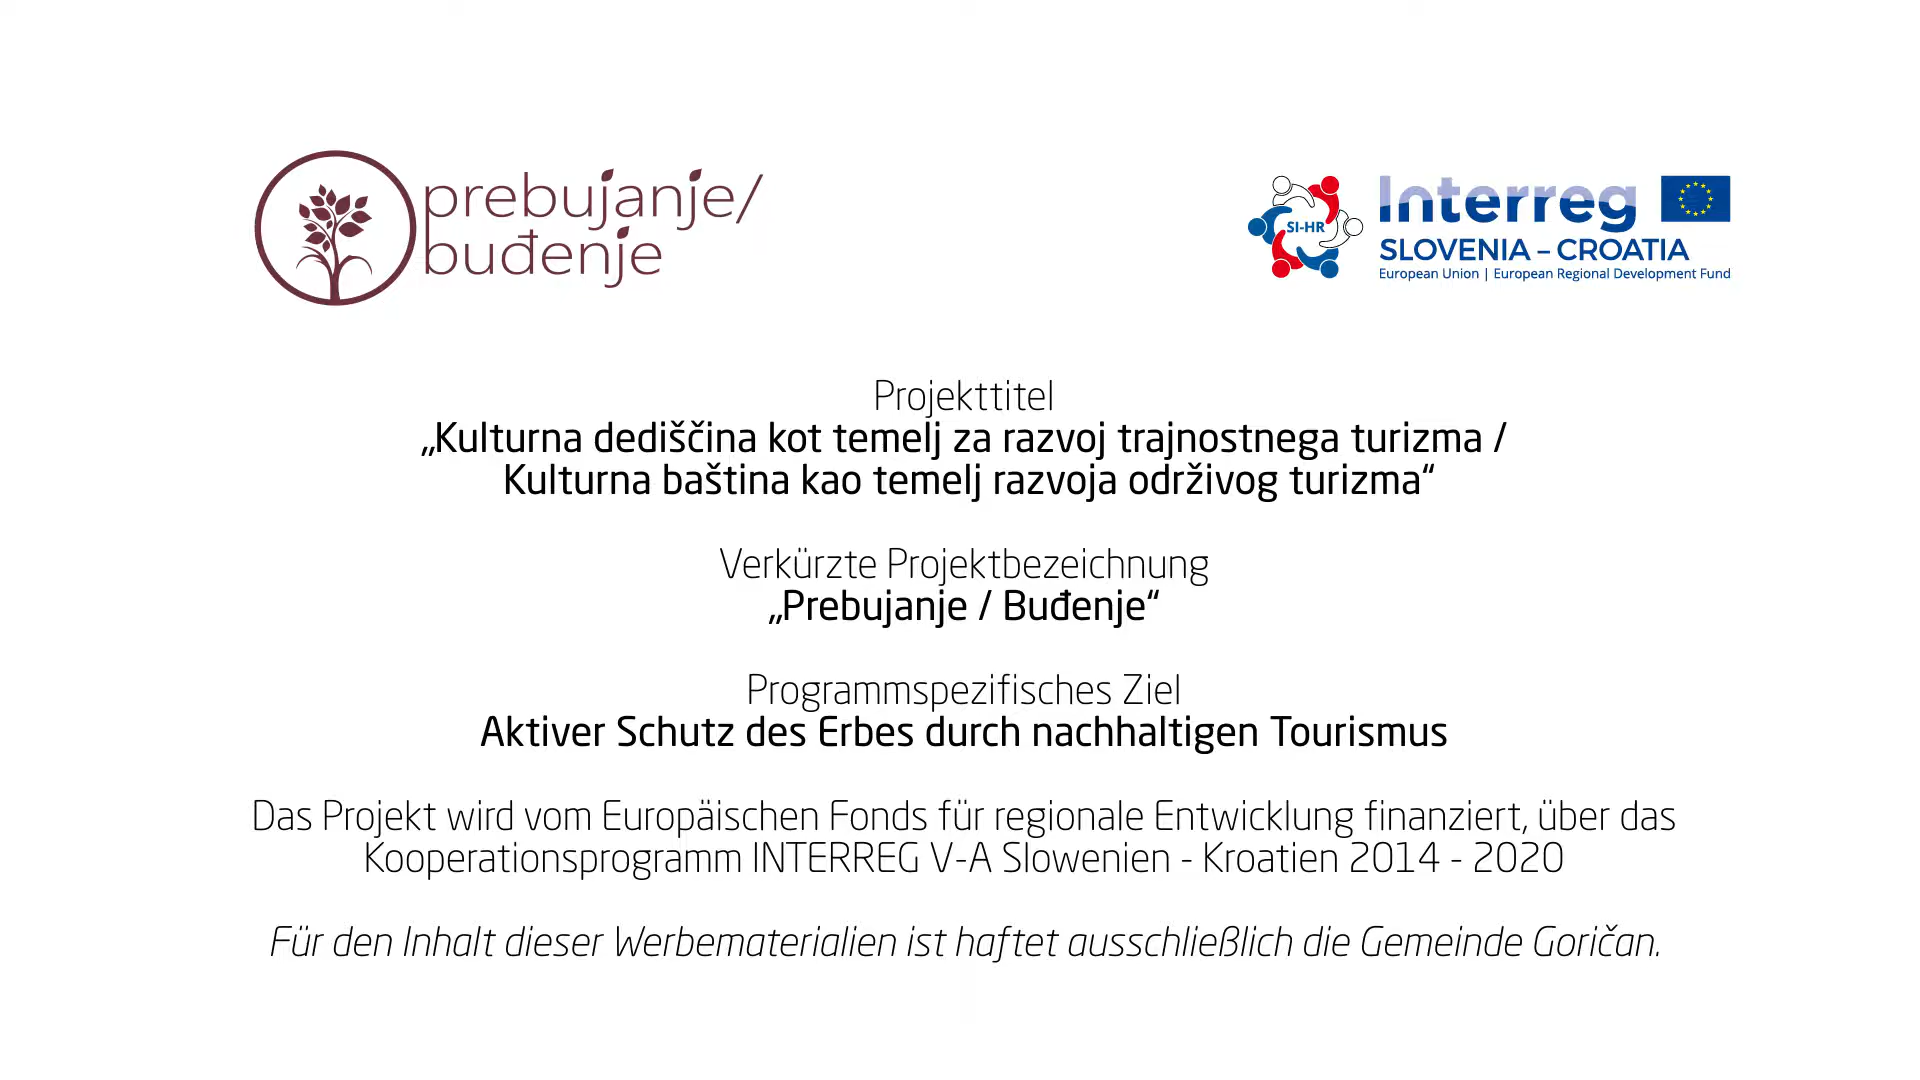 prebujanje/
buđenje
SI-HR
Interreg
SLOVENIA – CROATIA
European Union | European Regional Development Fund
Projekttitel
„Kulturna dediščina kot temelj za razvoj trajnostnega turizma /
Kulturna baština kao temelj razvoja održivog turizma“
Verkürzte Projektbezeichnung
„Prebujanje / Buđenje“
Programmspezifisches Ziel
Aktiver Schutz des Erbes durch nachhaltigen Tourismus
Das Projekt wird vom Europäischen Fonds für regionale Entwicklung finanziert, über das
Kooperationsprogramm INTERREG V-A Slowenien - Kroatien 2014 - 2020
Für den Inhalt dieser Werbematerialien ist haftet ausschließlich die Gemeinde Goričan.